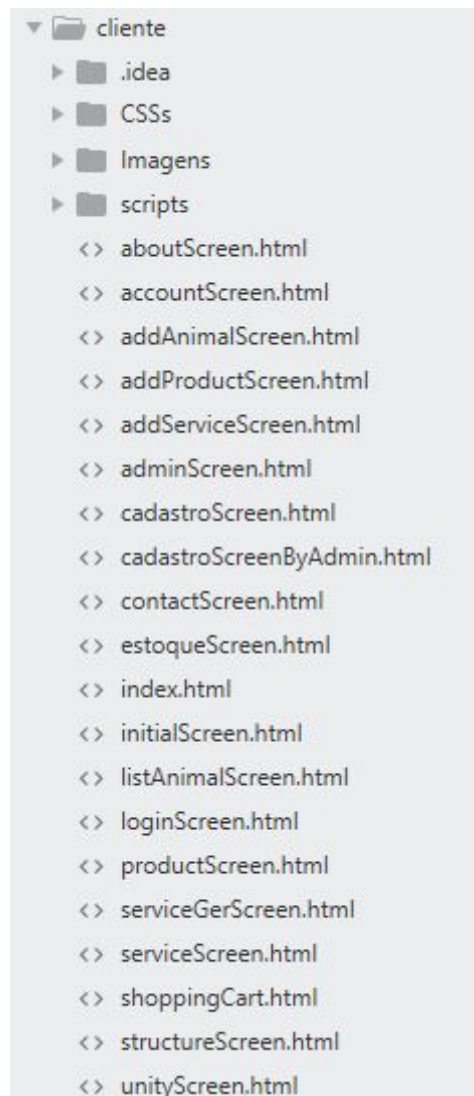 cliente
.idea
CSSs
Imagens
scripts
aboutScreen.html
accountScreen.html
addAnimalScreen.html
addProductScreen.html
addServiceScreen.html
adminScreen.html
cadastroScreen.html
cadastroScreenByAdmin.html
contactScreen.html
estoqueScreen.html
index.html
initialScreen.html
listAnimalScreen.html
loginScreen.html
productScreen.html
serviceGerScreen.html
serviceScreen.html
shoppingCart.html
structureScreen.html
unityScreen.html